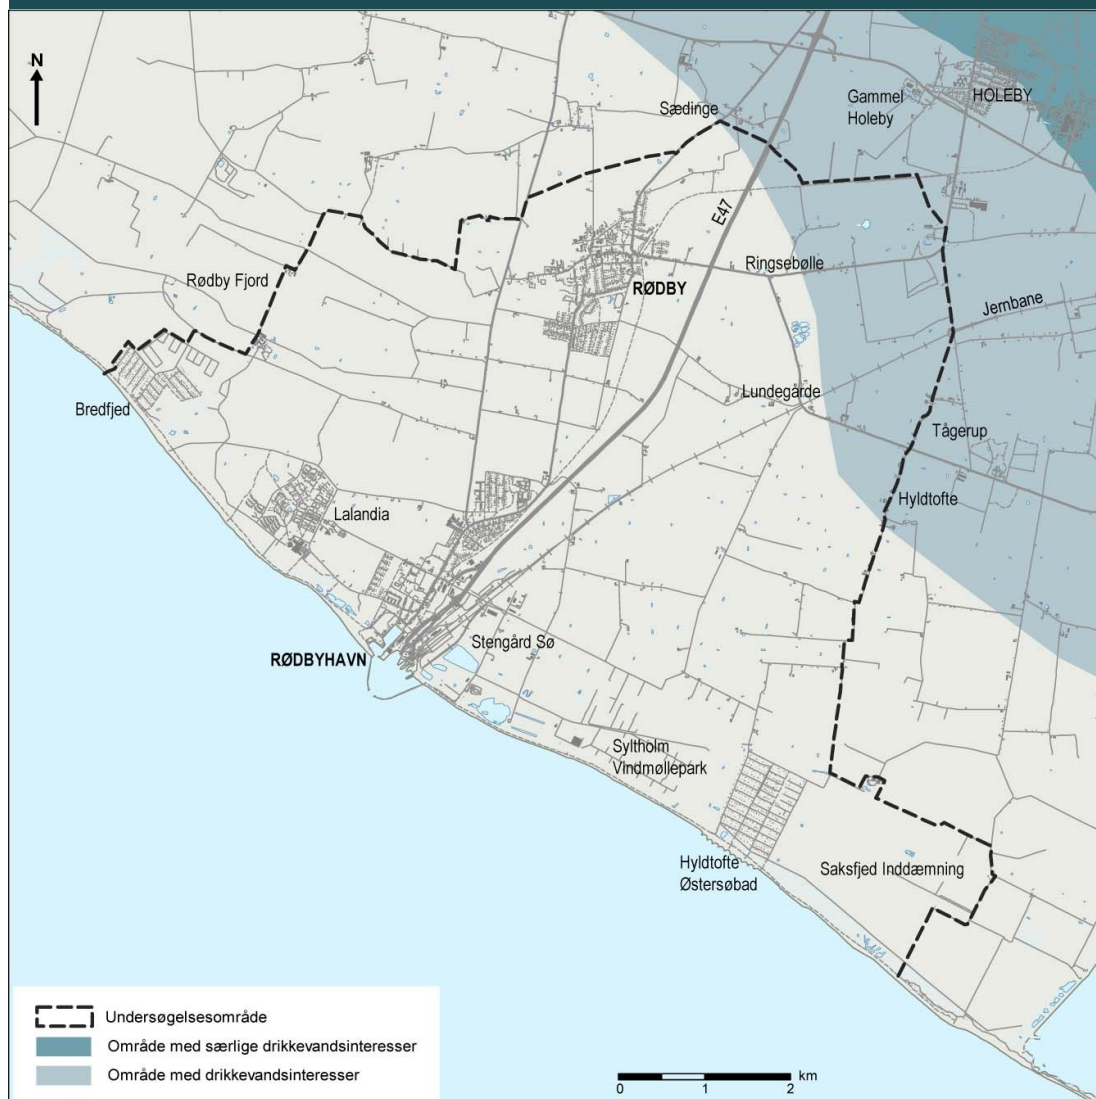 N
Sædinge
Gammel
Holeby
HOLEBY
E47
Rødby Fjord
RØDBY
Ringsebølle
Jernbane
Bredfjed
Lundegårde
Tågerup
Lalandia
Hyldtofte
Stengård Sø
RØDBYHAVN
Syltholm
Vindmøllepark
Hyldtofte
Østersøbad
Saksfjed Inddæmning
Undersøgelsesområde
Område med særlige drikkevandsinteresser
Område med drikkevandsinteresser
km
0 1 2